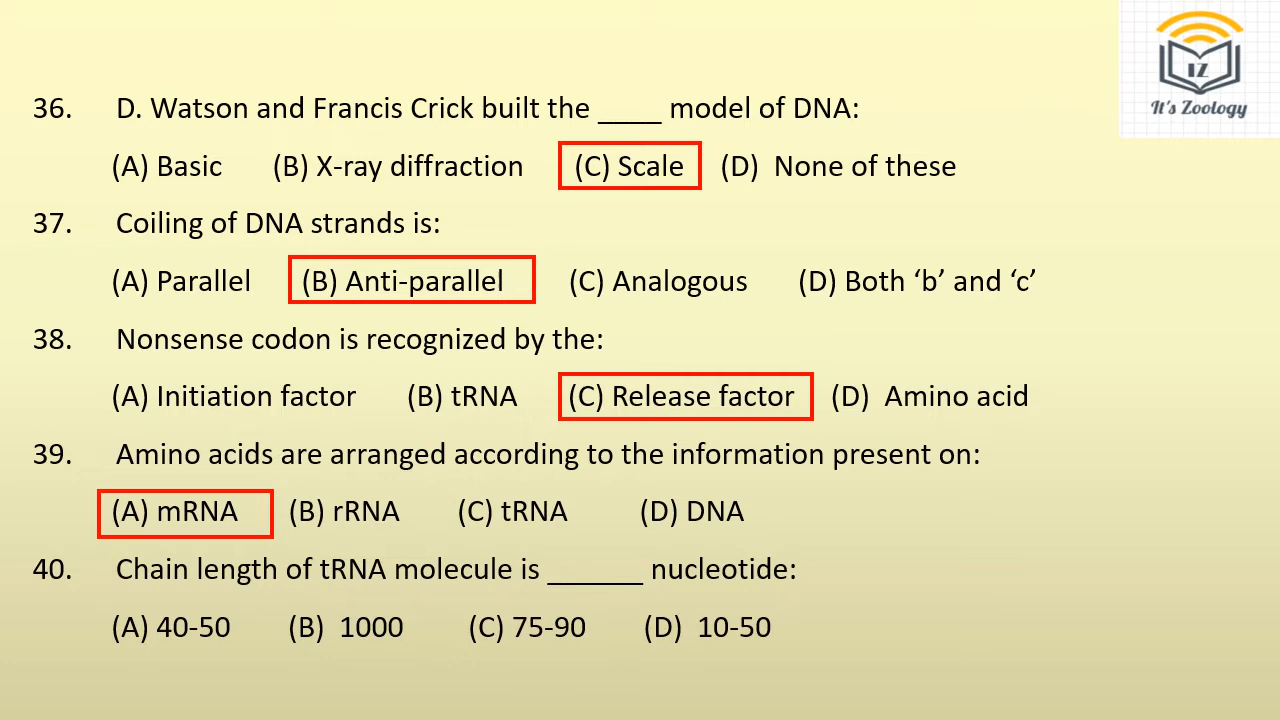 IZ
It's Zoology
36. D. Watson and Francis Crick built the ____ model of DNA:
(A) Basic (B) X-ray diffraction (C) Scale (D) None of these
37. Coiling of DNA strands is:
(A) Parallel (B) Anti-parallel (C) Analogous (D) Both ‘b’ and ‘c’
38. Nonsense codon is recognized by the:
(A) Initiation factor (B) tRNA (C) Release factor (D) Amino acid
39. Amino acids are arranged according to the information present on:
(A) mRNA (B) rRNA (C) tRNA (D) DNA
40. Chain length of tRNA molecule is ______ nucleotide:
(A) 40-50 (B) 1000 (C) 75-90 (D) 10-50